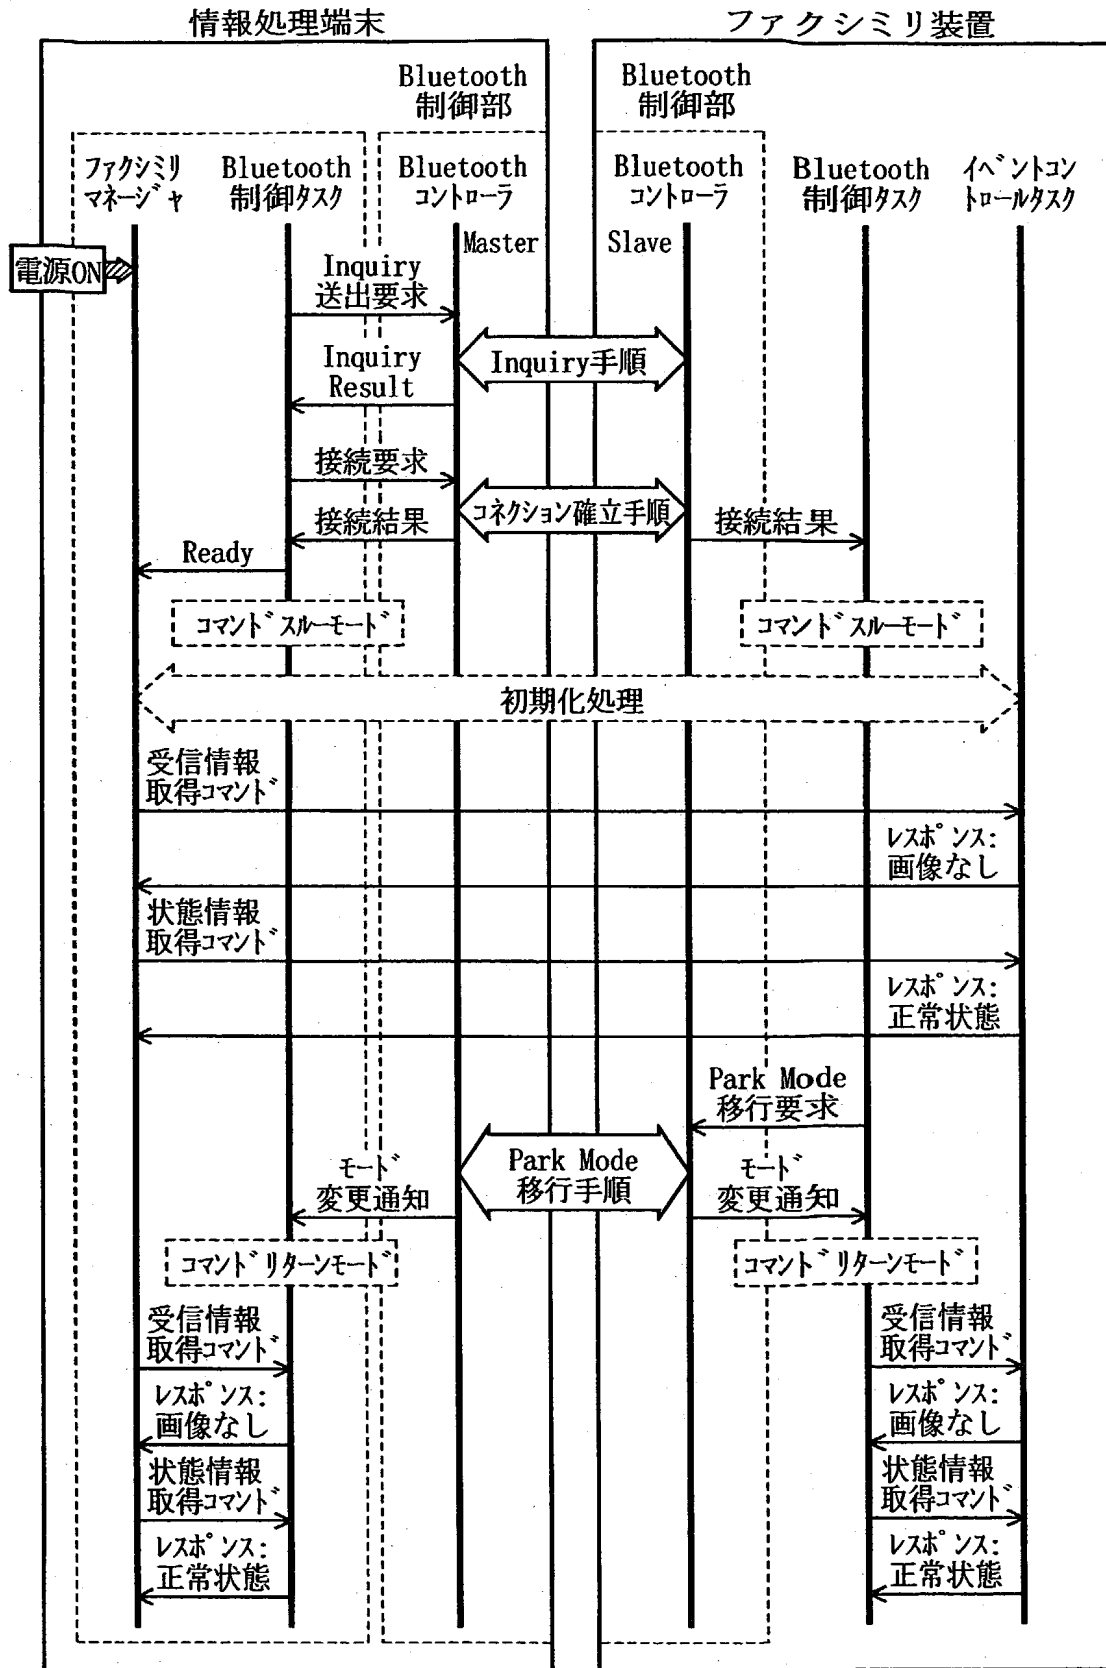 情報処理端末
ファクシミリ装置
Bluetooth
制御部
Bluetooth
制御部
ファクシミリ
マネージャ
Bluetooth
制御タスク
Bluetooth
コントローラ
Bluetooth
コントローラ
Bluetooth
制御タスク
イベントコン
トロールタスク
Master
Slave
電源ON
Inquiry
送出要求
Inquiry手順
Inquiry
Result
接続要求
コネクション確立手順
接続結果
接続結果
Ready
コマンドスルーモード
コマンドスルーモード
初期化処理
受信情報
取得コマンド
レスポンス:
画像なし
状態情報
取得コマンド
レスポンス:
正常状態
Park Mode
移行要求
Park Mode
移行手順
モード
変更通知
モード
変更通知
コマンドリターンモード
コマンドリターンモード
受信情報
取得コマンド
受信情報
取得コマンド
レスポンス:
画像なし
レスポンス:
画像なし
状態情報
取得コマンド
状態情報
取得コマンド
レスポンス:
正常状態
レスポンス:
正常状態